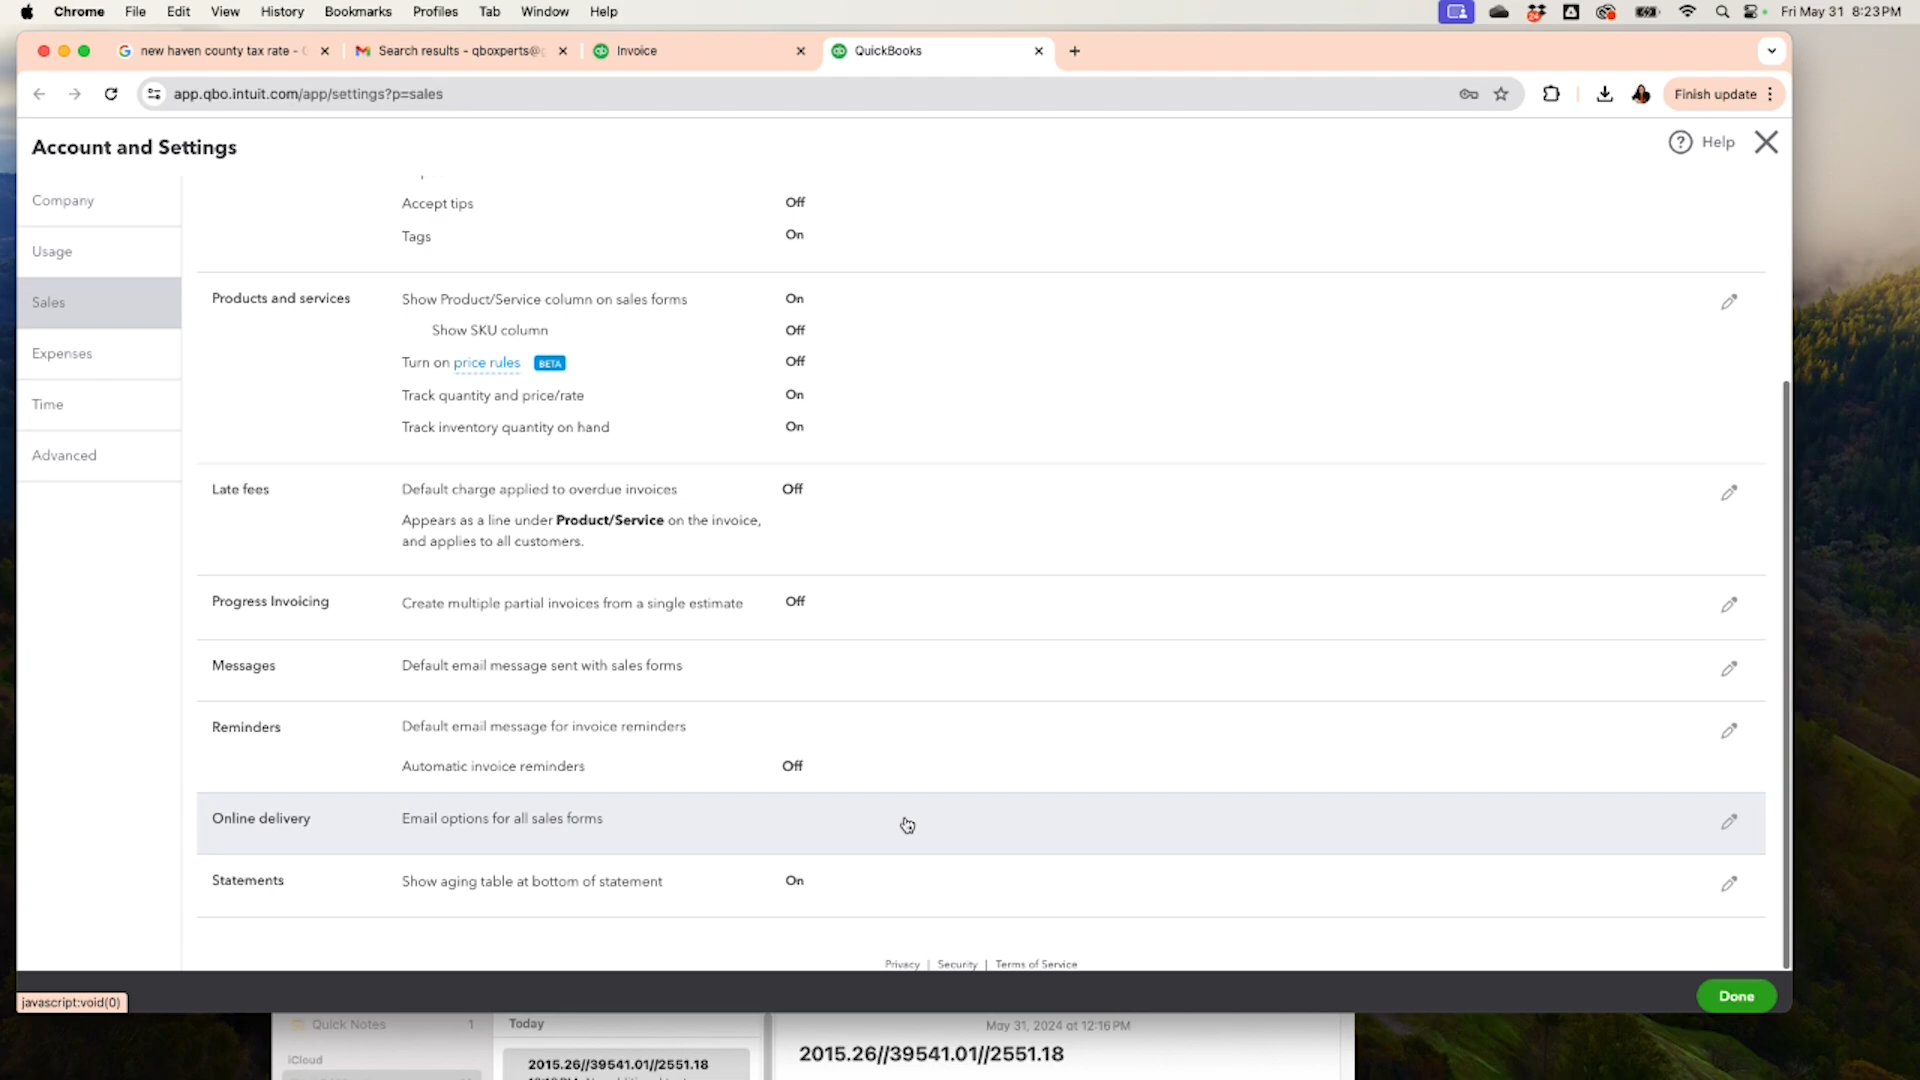 Chrome File Edit View History Bookmarks Profiles Tab Window Help
Fri May 31 8:23 PM
new haven county tax rate -
Search results - qboxperts@
Invoice
QuickBooks
app.qbo.intuit.com/app/settings?p=sales
Finish update
Account and Settings
Help
Company
Usage
Sales
Expenses
Time
Advanced
Accept tips Off
Tags On
Products and services Show Product/Service column on sales forms On
Show SKU column Off
Turn on price rules BETA Off
Track quantity and price/rate On
Track inventory quantity on hand On
Late fees Default charge applied to overdue invoices Off
Appears as a line under Product/Service on the invoice,
and applies to all customers.
Progress Invoicing Create multiple partial invoices from a single estimate Off
Messages Default email message sent with sales forms
Reminders Default email message for invoice reminders
Automatic invoice reminders Off
Online delivery Email options for all sales forms
Statements Show aging table at bottom of statement On
Privacy | Security | Terms of Service
javascript:void(0)
Done
Quick Notes 1
Today
May 31, 2024 at 12:16 PM
iCloud
2015.26//39541.01//2551.18
2015.26//39541.01//2551.18